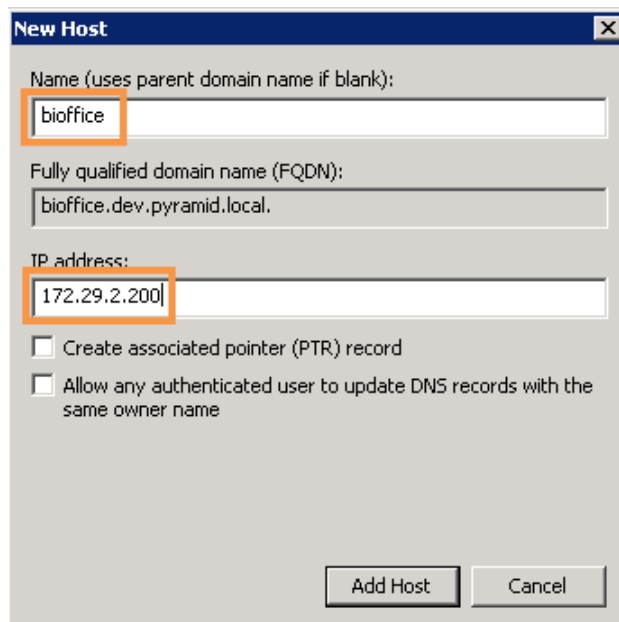 New Host
Name (uses parent domain name if blank):
bioffice
Fully qualified domain name (FQDN):
bioffice.dev.pyramid.local.
IP address:
172.29.2.200
Create associated pointer (PTR) record
Allow any authenticated user to update DNS records with the
same owner name
Add Host
Cancel